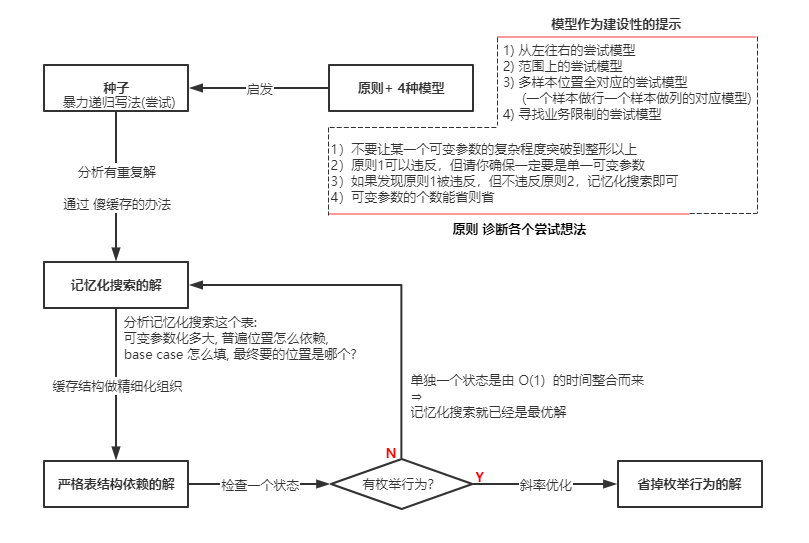 模型作为建设性的提示
1) 从左往右的尝试模型
2) 范围上的尝试模型
3) 多样本位置全对应的尝试模型
(一个样本做行一个样本做列的对应模型)
4) 寻找业务限制的尝试模型
种子
暴力递归写法(尝试)
启发
原则+ 4种模型
1）不要让某一个可变参数的复杂程度突破到整形以上
2）原则1可以违反，但请你确保一定要是单一可变参数
3）如果发现原则1被违反，但不违反原则2，记忆化搜索即可
4）可变参数的个数能省则省
原则 诊断各个尝试想法
分析有重复解
通过 傻缓存的办法
记忆化搜索的解
分析记忆化搜索这个表:
可变参数化多大, 普遍位置怎么依赖,
base case 怎么填, 最终要的位置是哪个?
缓存结构做精细化组织
单独一个状态是由 O(1) 的时间整合而来
⇒
记忆化搜索就已经是最优解
N
严格表结构依赖的解
检查一个状态
有枚举行为?
Y
斜率优化
省掉枚举行为的解